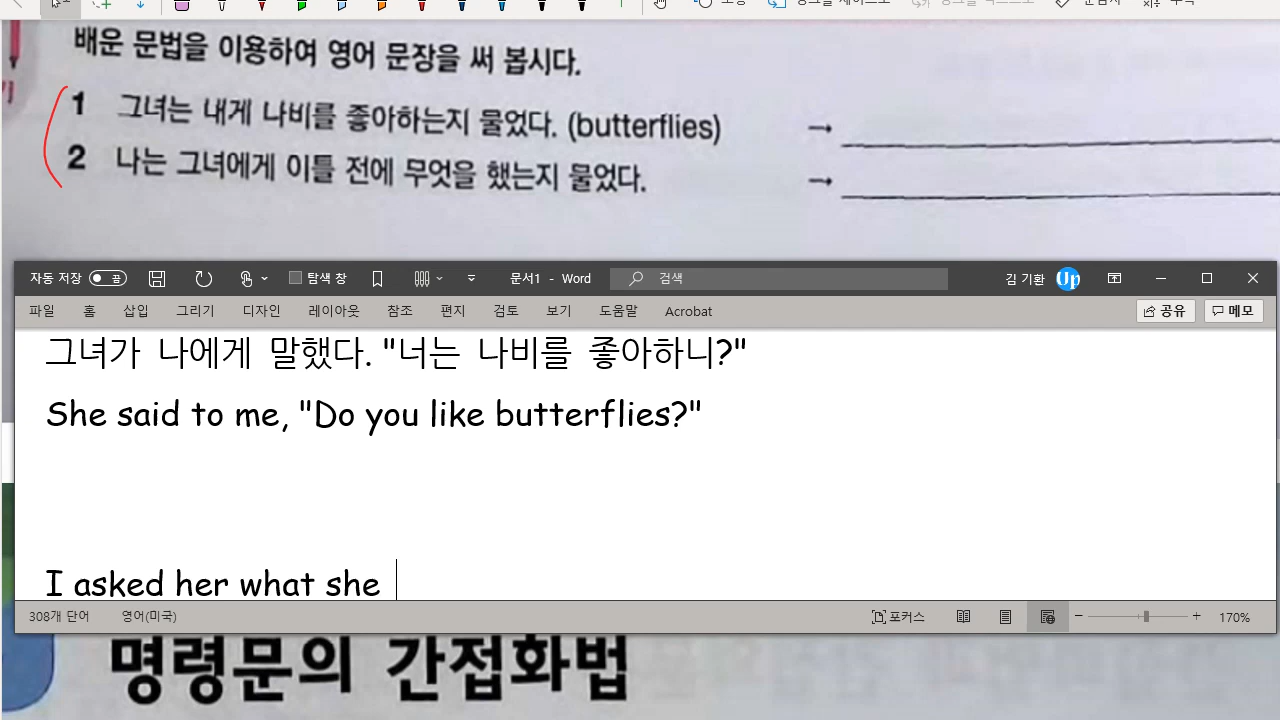 배운 문법을 이용하여 영어 문장을 써 봅시다.
기
1 그녀는 내게 나비를 좋아하는지 물었다. (butterflies) →
2 나는 그녀에게 이틀 전에 무엇을 했는지 물었다. →
자동 저장 끔 탐색 창 문서1 - Word 검색 김 기환 Up
파일 홈 삽입 그리기 디자인 레이아웃 참조 편지 검토 보기 도움말 Acrobat 공유 메모
그녀가 나에게 말했다. "너는 나비를 좋아하니?"
She said to me, "Do you like butterflies?"
I asked her what she
308개 단어 영어(미국) 포커스 - + 170%
명령문의 간접화법